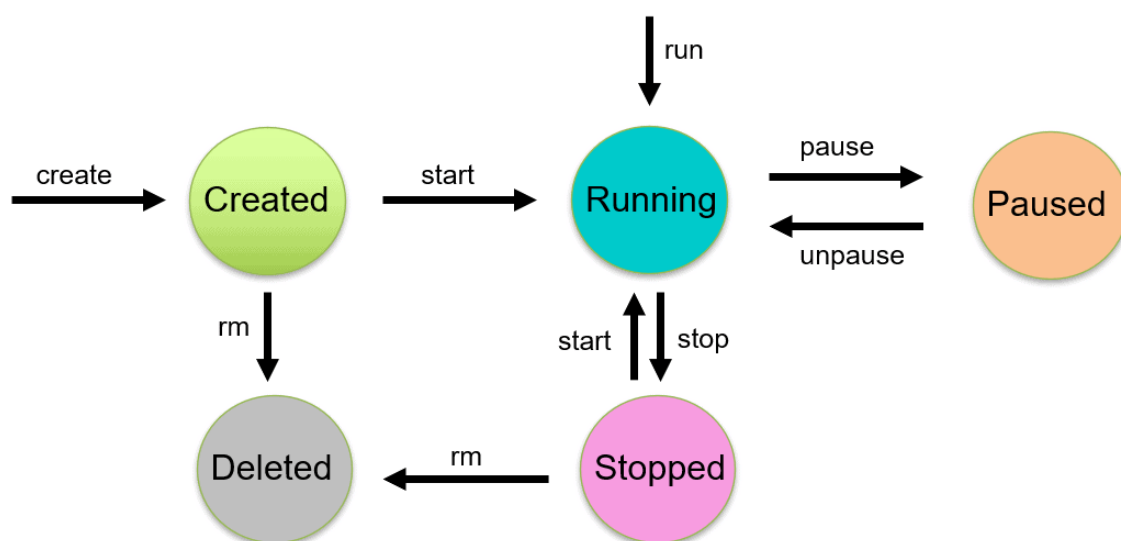 run
create
Created
start
Running
pause
unpause
Paused
rm
start
stop
Deleted
rm
Stopped